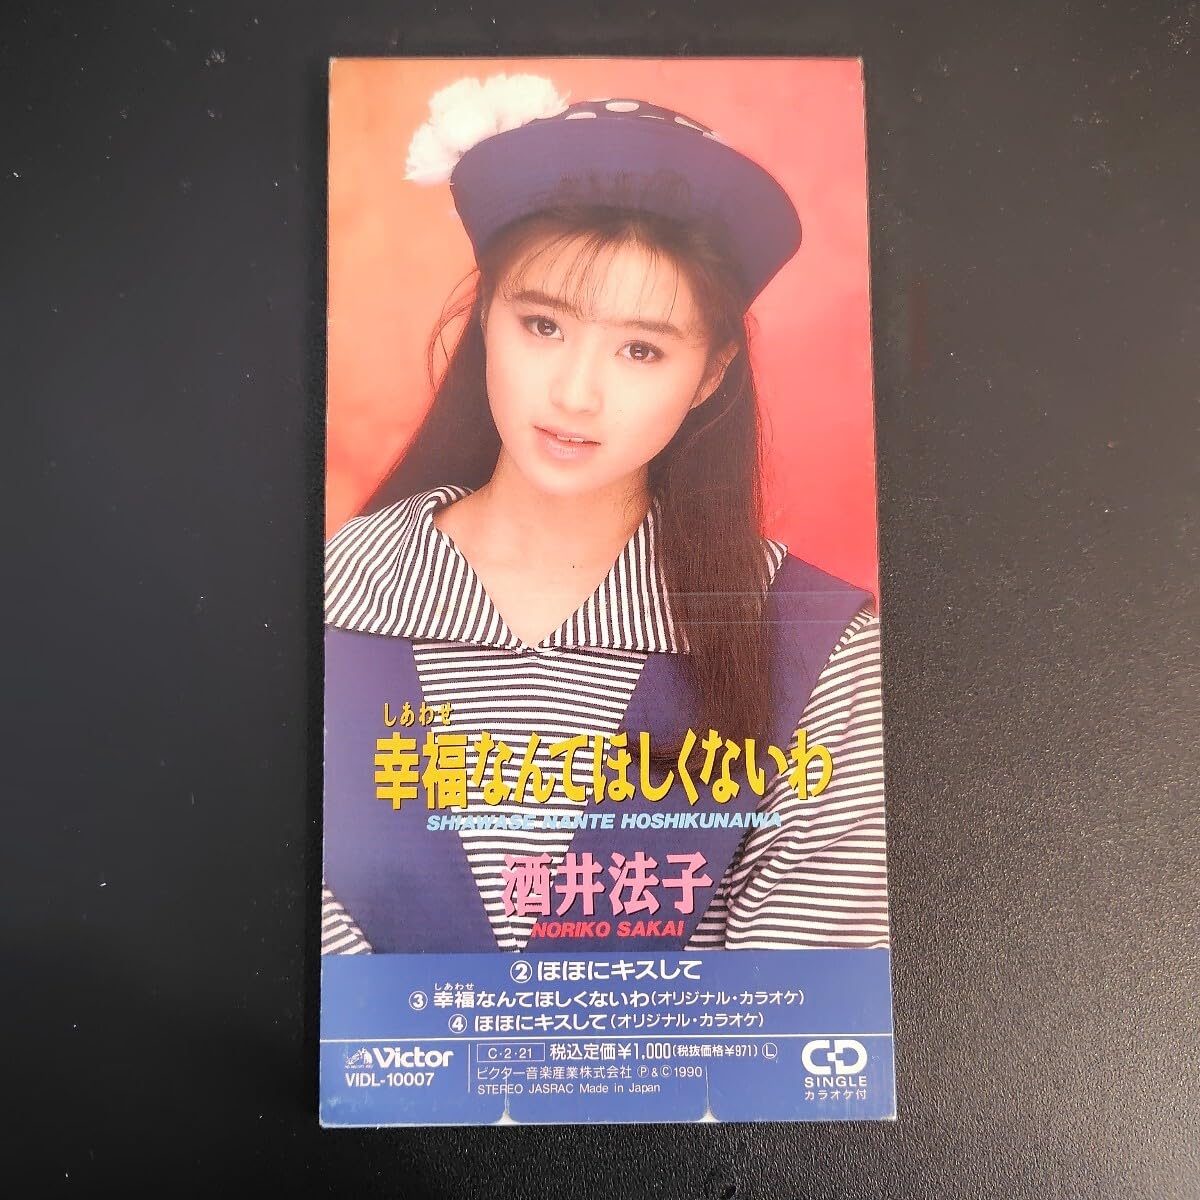 しあわせ
幸福なんてほしくないわ
SHIAWASE NANTE HOSHIKUNAIWA
酒井法子
NORIKO SAKAI
②ほほにキスして
しあわせ
③幸福なんてほしくないわ(オリジナル・カラオケ)
④ほほにキスして(オリジナル・カラオケ)
Victor
VIDL-10007
C・2・21 税込定価¥1,000(税抜価格¥971) Ⓛ
ビクター音楽産業株式会社 Ⓟ&Ⓒ1990
STEREO JASRAC Made in Japan
CD
SINGLE
カラオケ付